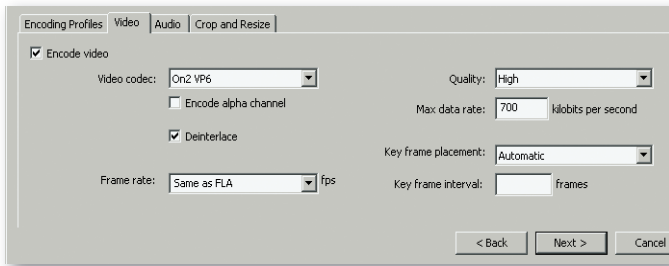 Encoding Profiles Video Audio Crop and Resize
Encode video
Video codec: On2 VP6 Quality: High
Encode alpha channel Max data rate: 700 kilobits per second
Deinterlace
Key frame placement: Automatic
Frame rate: Same as FLA fps Key frame interval: frames
< Back Next > Cancel